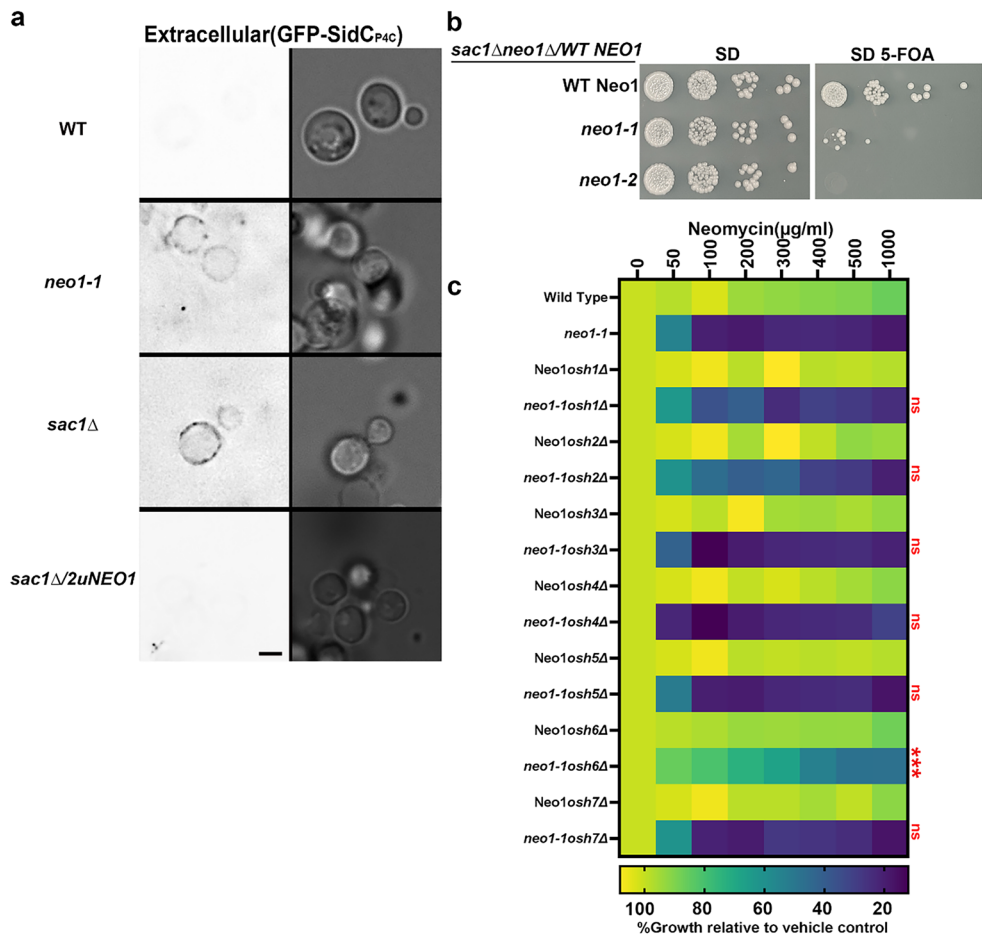 a
Extracellular(GFP-SidCP4C)
WT
neo1-1
sac1Δ
sac1Δ/2uNEO1
b
sac1Δneo1Δ/WT NEO1
SD
SD 5-FOA
WT Neo1
neo1-1
neo1-2
c
Neomycin(µg/ml)
0 50 100 200 300 400 500 1000
Wild Type
neo1-1
Neo1osh1Δ
neo1-1osh1Δ ns
Neo1osh2Δ
neo1-1osh2Δ ns
Neo1osh3Δ
neo1-1osh3Δ ns
Neo1osh4Δ
neo1-1osh4Δ ns
Neo1osh5Δ
neo1-1osh5Δ ns
Neo1osh6Δ
neo1-1osh6Δ ***
Neo1osh7Δ
neo1-1osh7Δ ns
100 80 60 40 20
%Growth relative to vehicle control